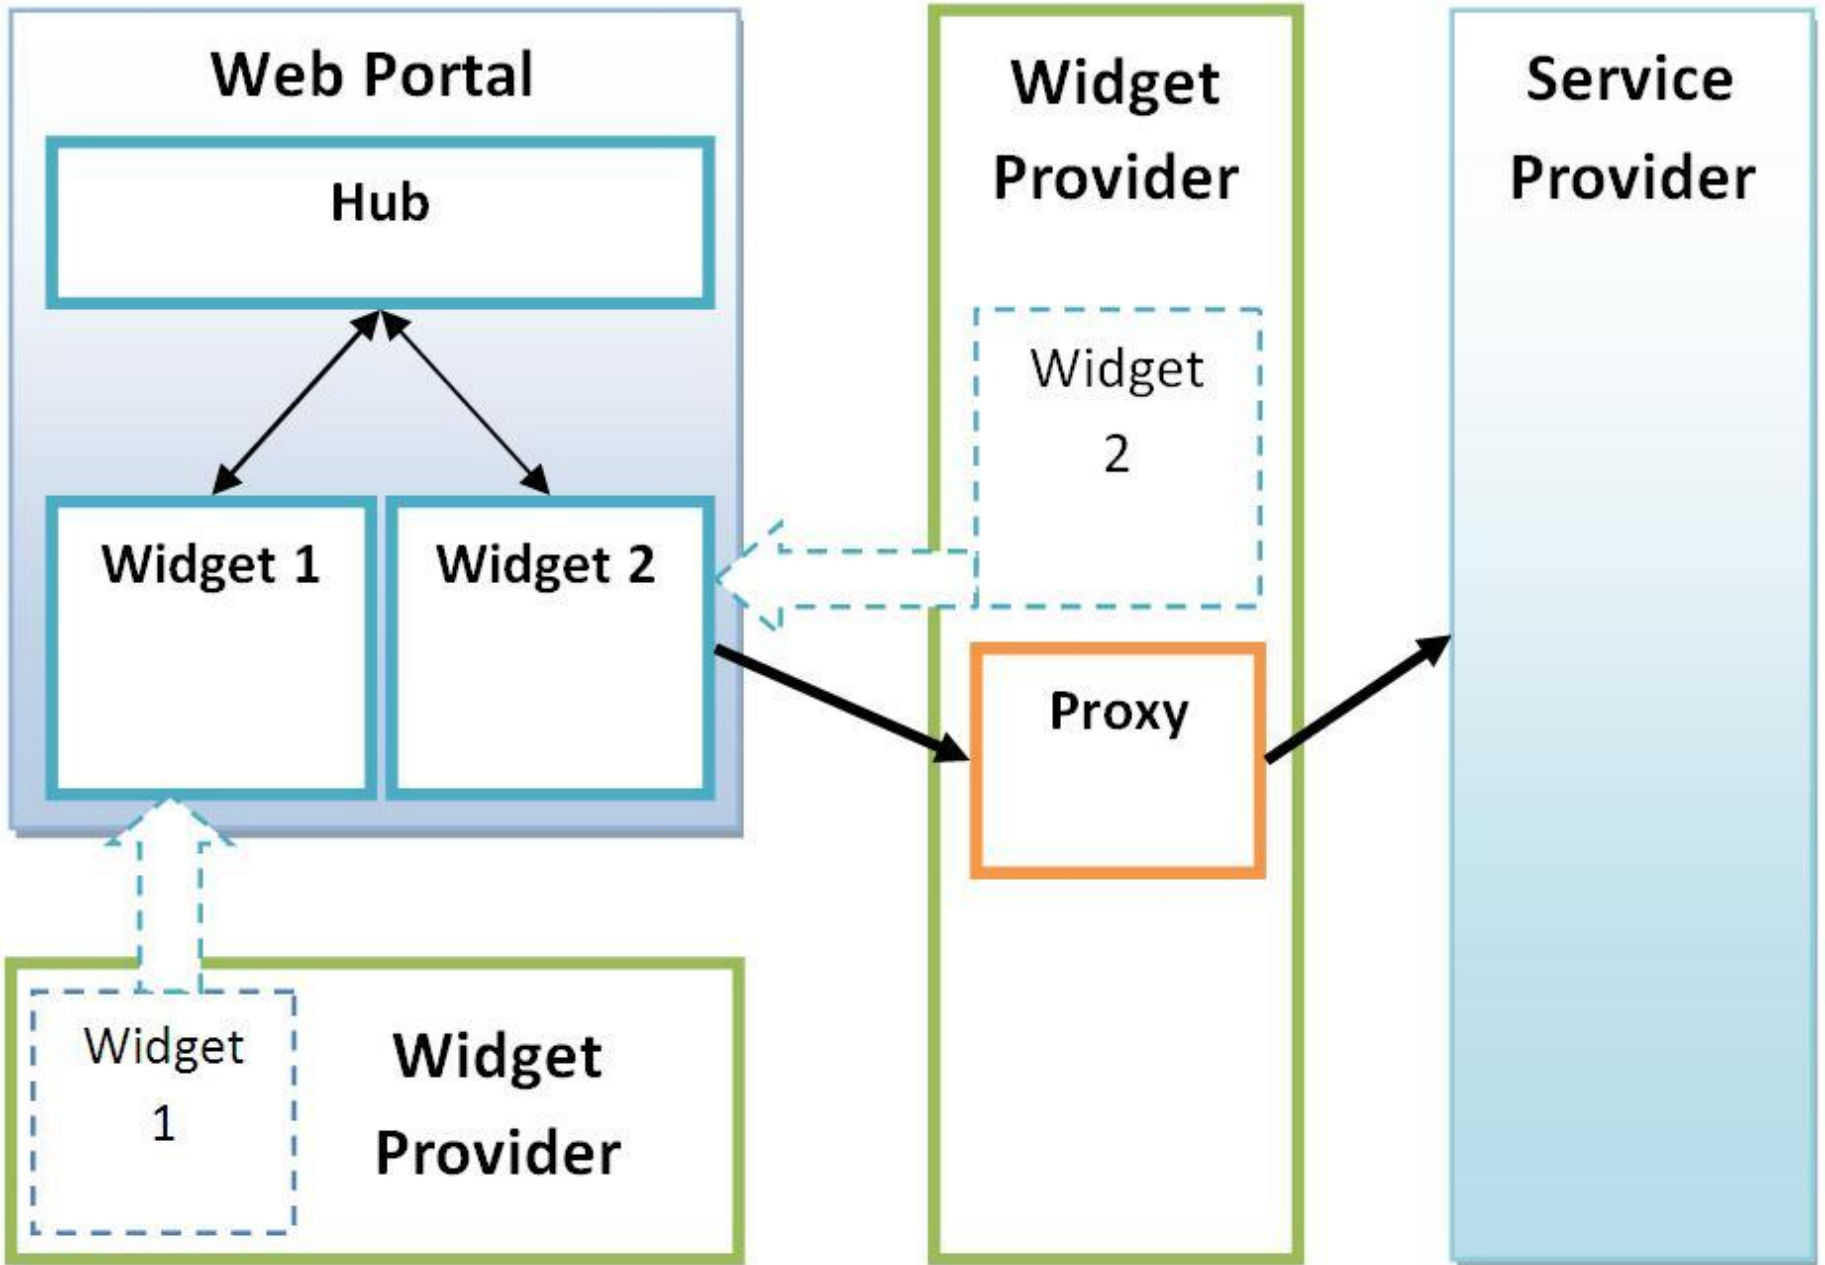 Web Portal
Hub
Widget 1
Widget 2
Widget
1
Widget
Provider
Widget
Provider
Widget
2
Proxy
Service
Provider